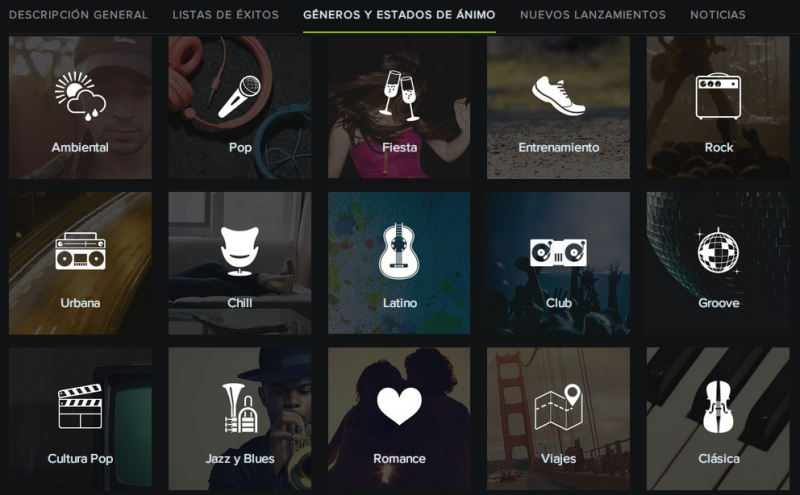 DESCRIPCIÓN GENERAL
LISTAS DE ÉXITOS
GÉNEROS Y ESTADOS DE ÁNIMO
NUEVOS LANZAMIENTOS
NOTICIAS
Ambiental
Pop
Fiesta
Entrenamiento
Rock
Urbana
Chill
Latino
Club
Groove
Cultura Pop
Jazz y Blues
Romance
Viajes
Clásica